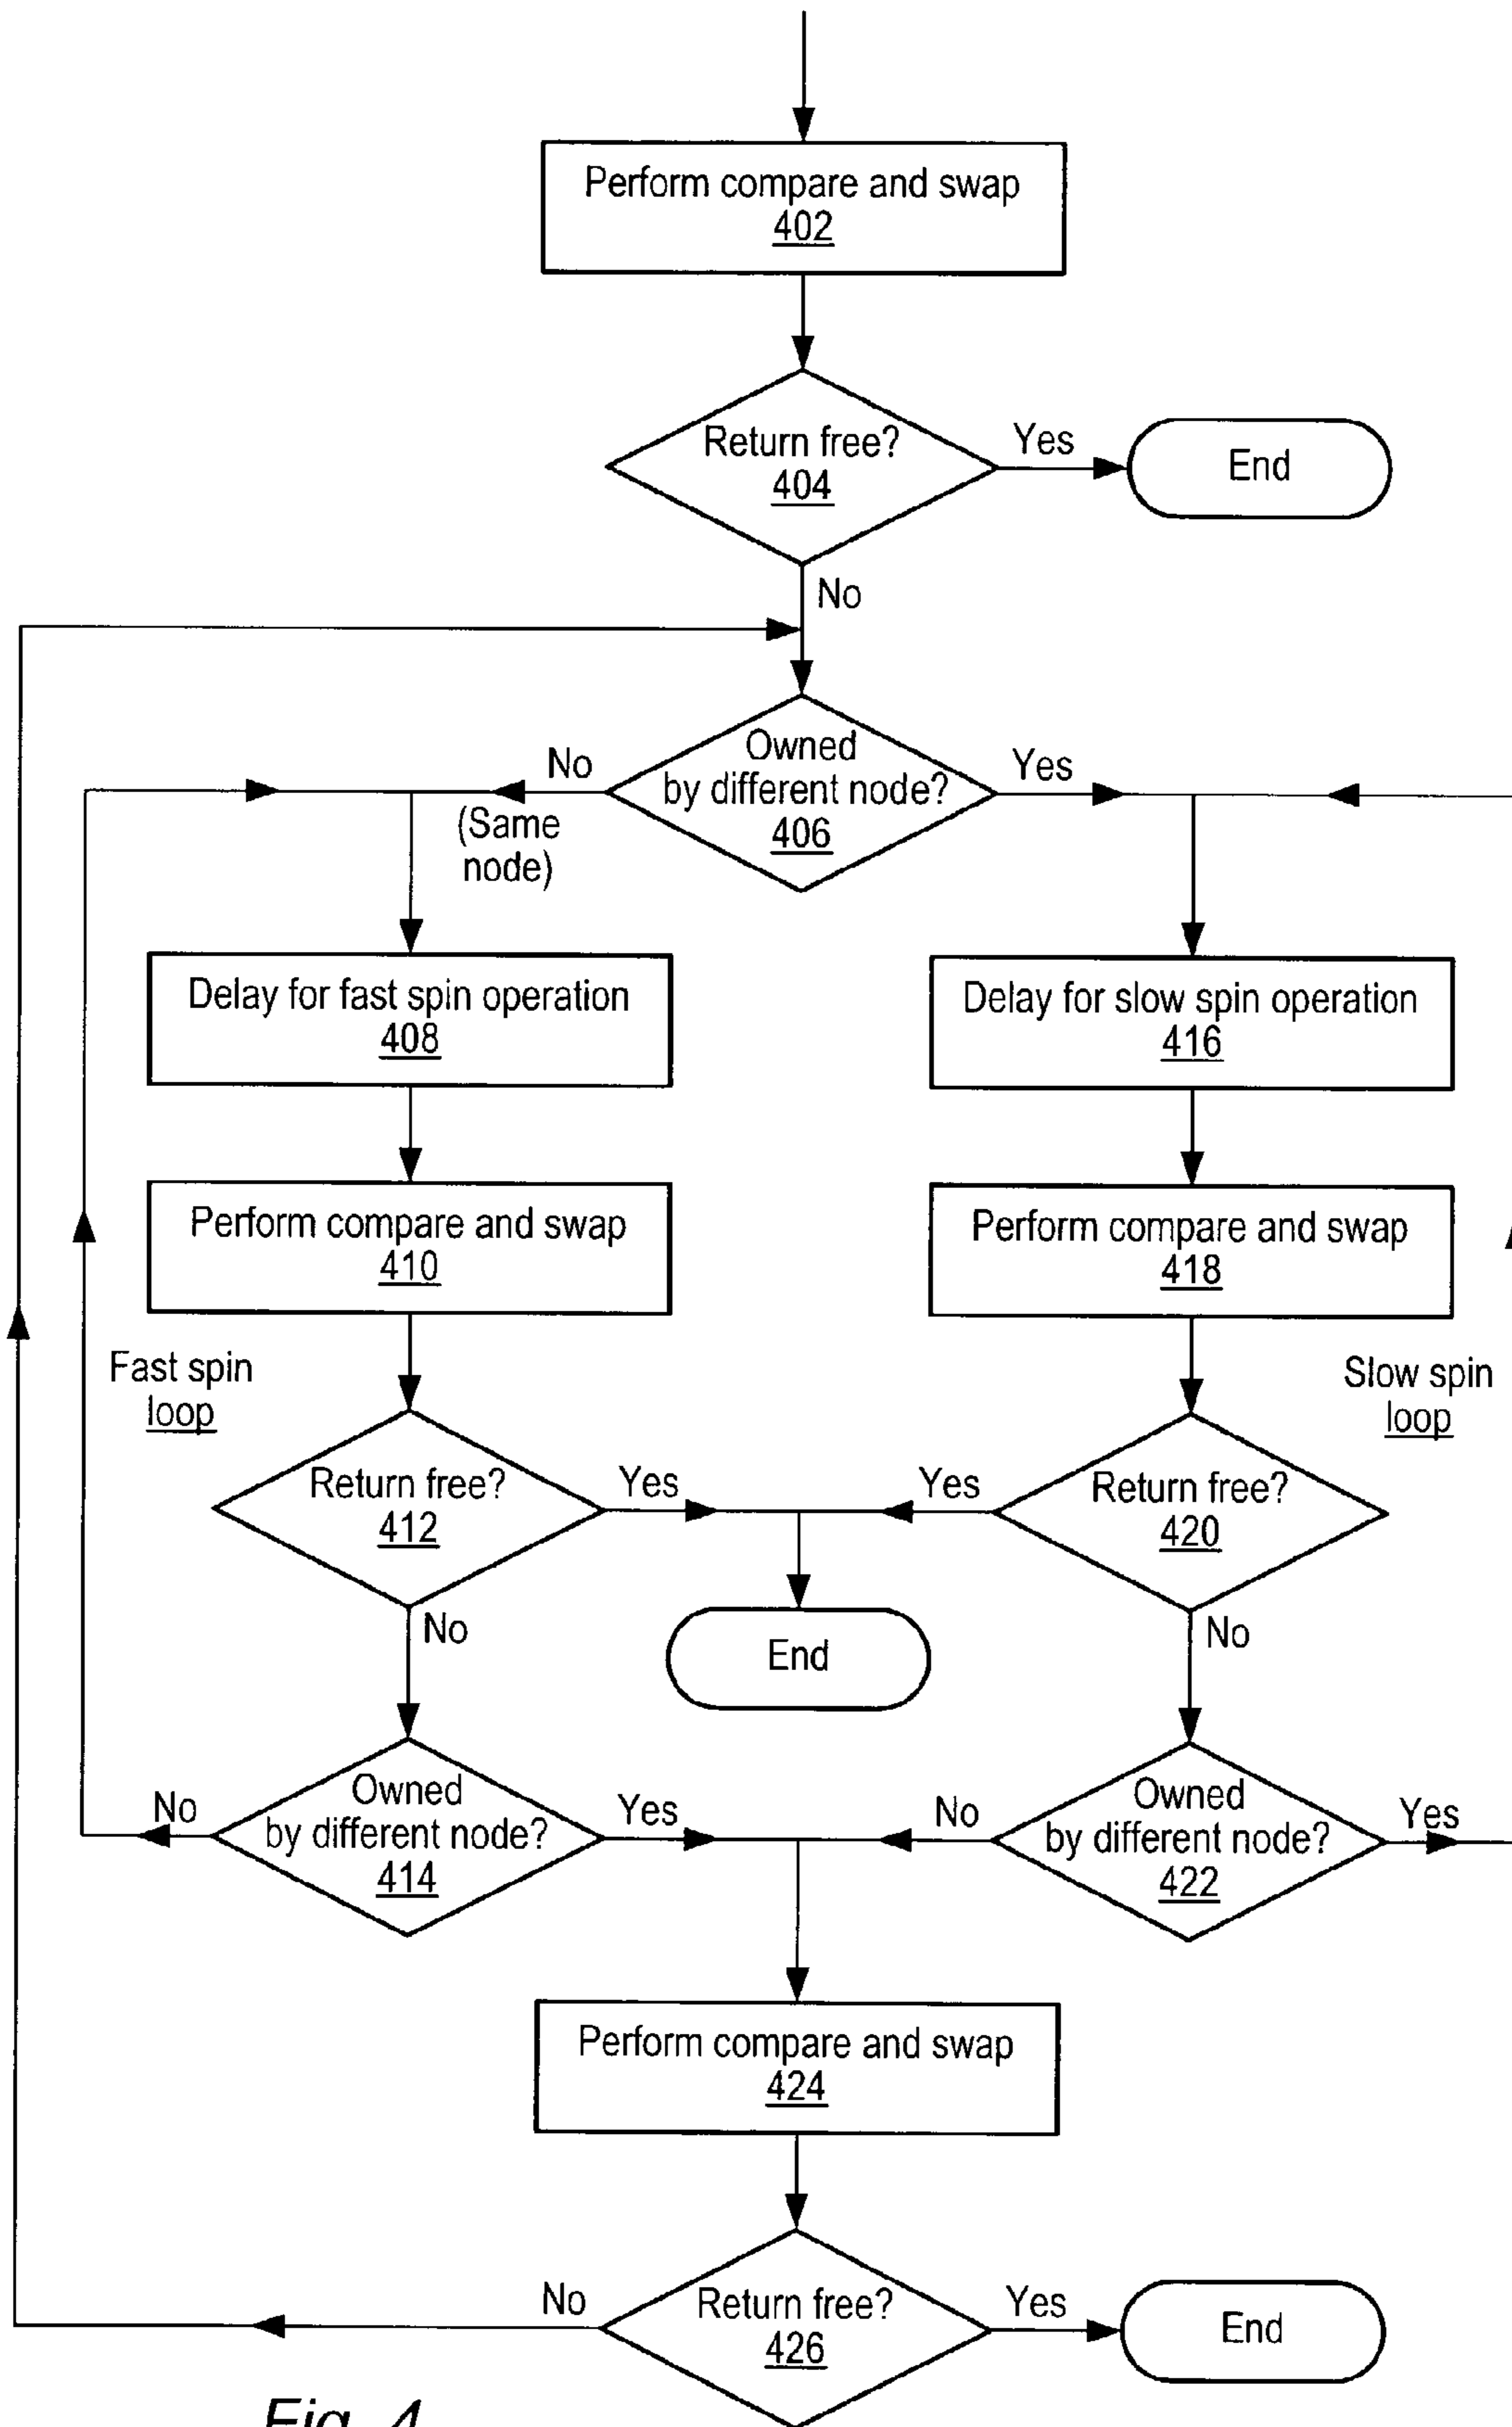 Perform compare and swap
402
Return free?
404
Yes
End
No
Owned
by different node?
406
No
(Same
node)
Yes
Delay for fast spin operation
408
Delay for slow spin operation
416
Perform compare and swap
410
Perform compare and swap
418
Fast spin
loop
Slow spin
loop
Return free?
412
Yes
Yes
Return free?
420
No
End
No
Owned
by different node?
414
No
Yes
No
Owned
by different node?
422
Yes
Perform compare and swap
424
Return free?
426
No
Yes
End
Fig. 4